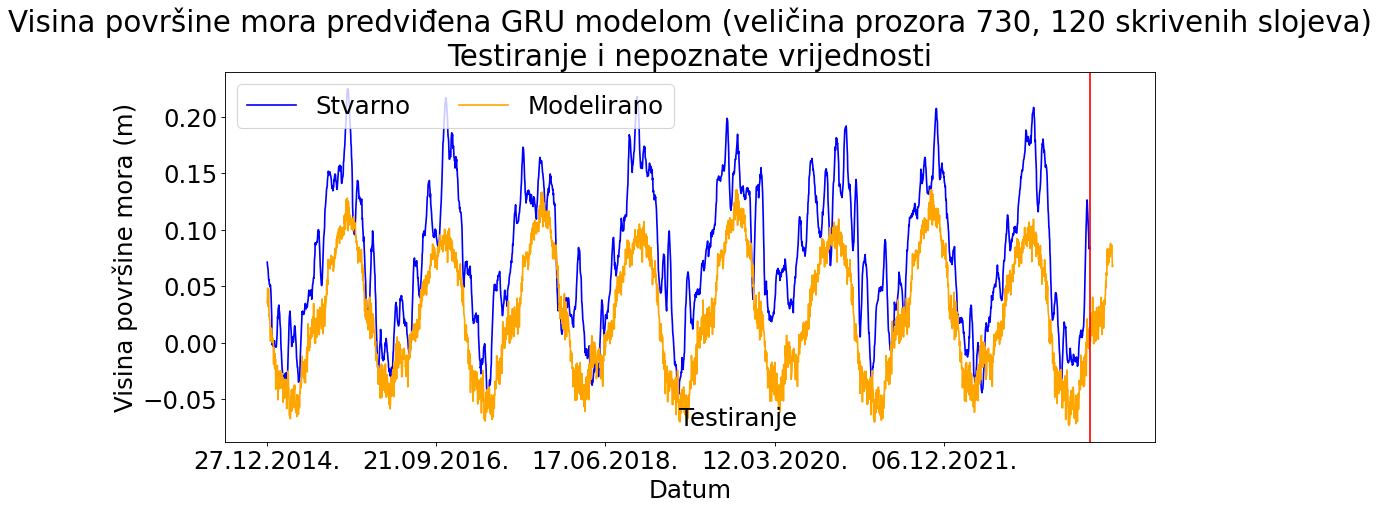 Visina površine mora predviđena GRU modelom (veličina prozora 730, 120 skrivenih slojeva)
Testiranje i nepoznate vrijednosti
Stvarno
Modelirano
Visina površine mora (m)
0.20
0.15
0.10
0.05
0.00
−0.05
Testiranje
27.12.2014.
21.09.2016.
17.06.2018.
12.03.2020.
06.12.2021.
Datum